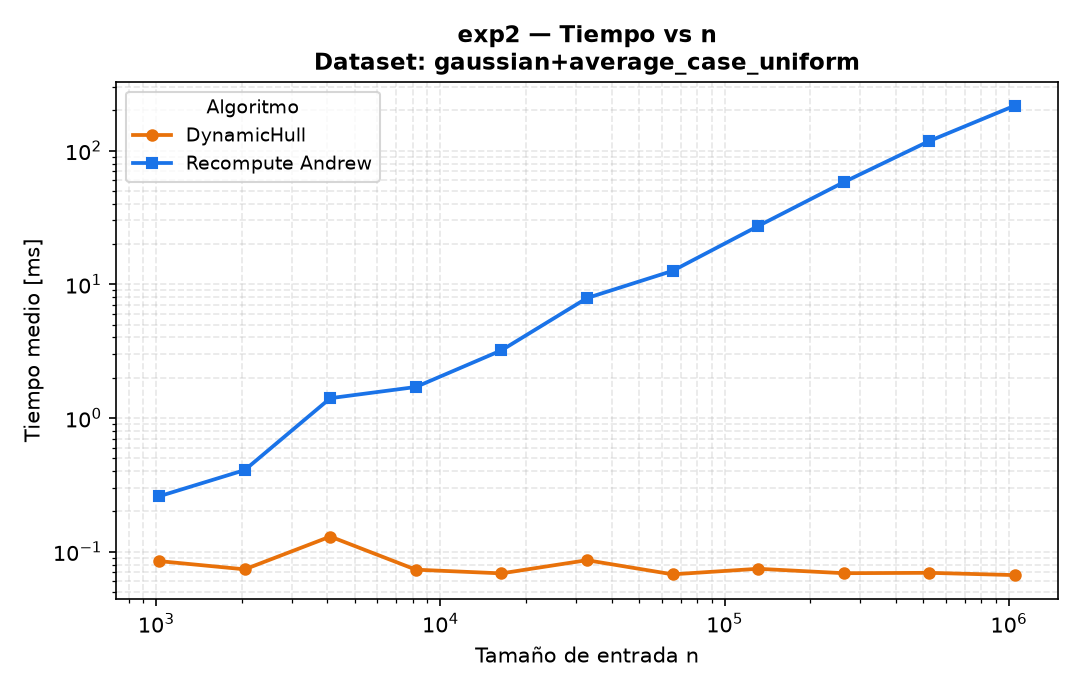 exp2 — Tiempo vs n
Dataset: gaussian+average_case_uniform
Algoritmo
DynamicHull
Recompute Andrew
Tiempo medio [ms]
10²
10¹
10⁰
10⁻¹
10³
10⁴
10⁵
10⁶
Tamaño de entrada n